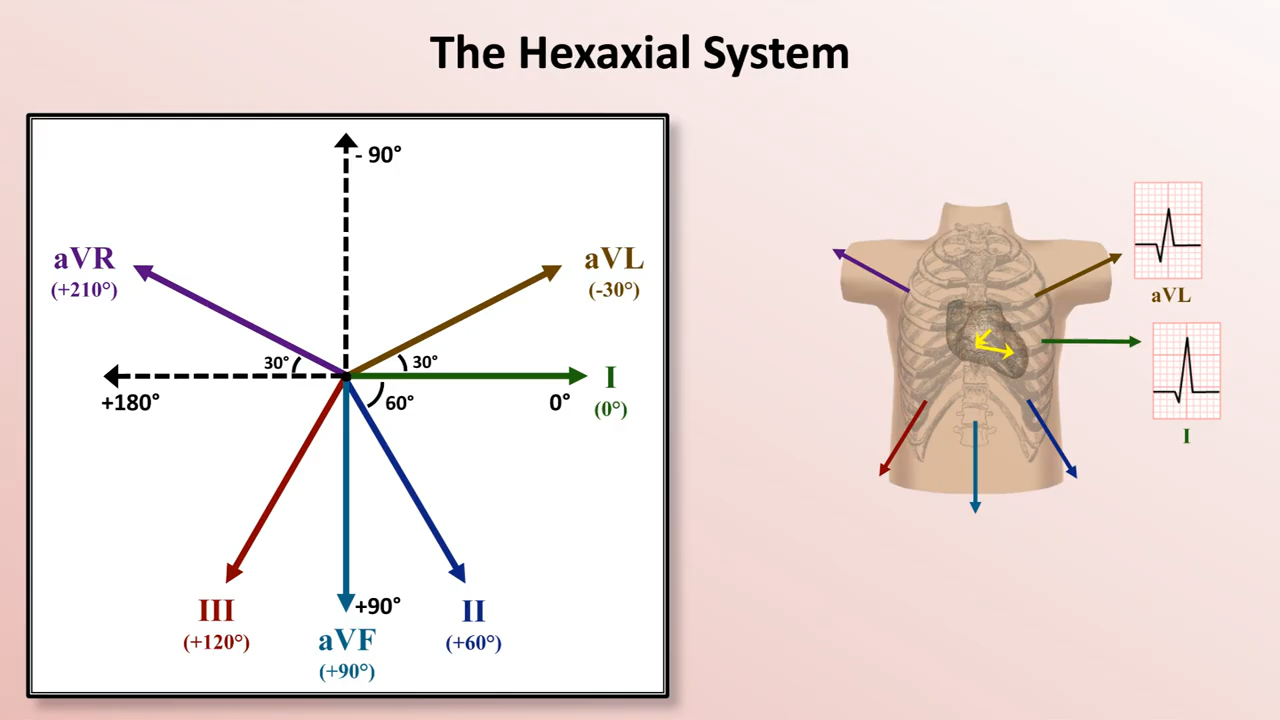 The Hexaxial System
- 90°
aVR
(+210°)
aVL
(-30°)
30°
30°
+180°
60°
0°
I
(0°)
III
(+120°)
+90°
aVF
(+90°)
II
(+60°)
aVL
I